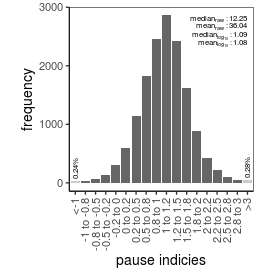 3000
2000
1000
0
frequency
median_raw : 12.25
mean_raw : 36.04
median_log10 : 1.09
mean_log10 : 1.08
0.24%
0.28%
<-1
-1 to -0.8
-0.8 to -0.5
-0.5 to -0.2
-0.2 to 0
0 to 0.2
0.2 to 0.5
0.5 to 0.8
0.8 to 1
1 to 1.2
1.2 to 1.5
1.5 to 1.8
1.8 to 2
2 to 2.2
2.2 to 2.5
2.5 to 2.8
2.8 to 3
>3
pause indicies